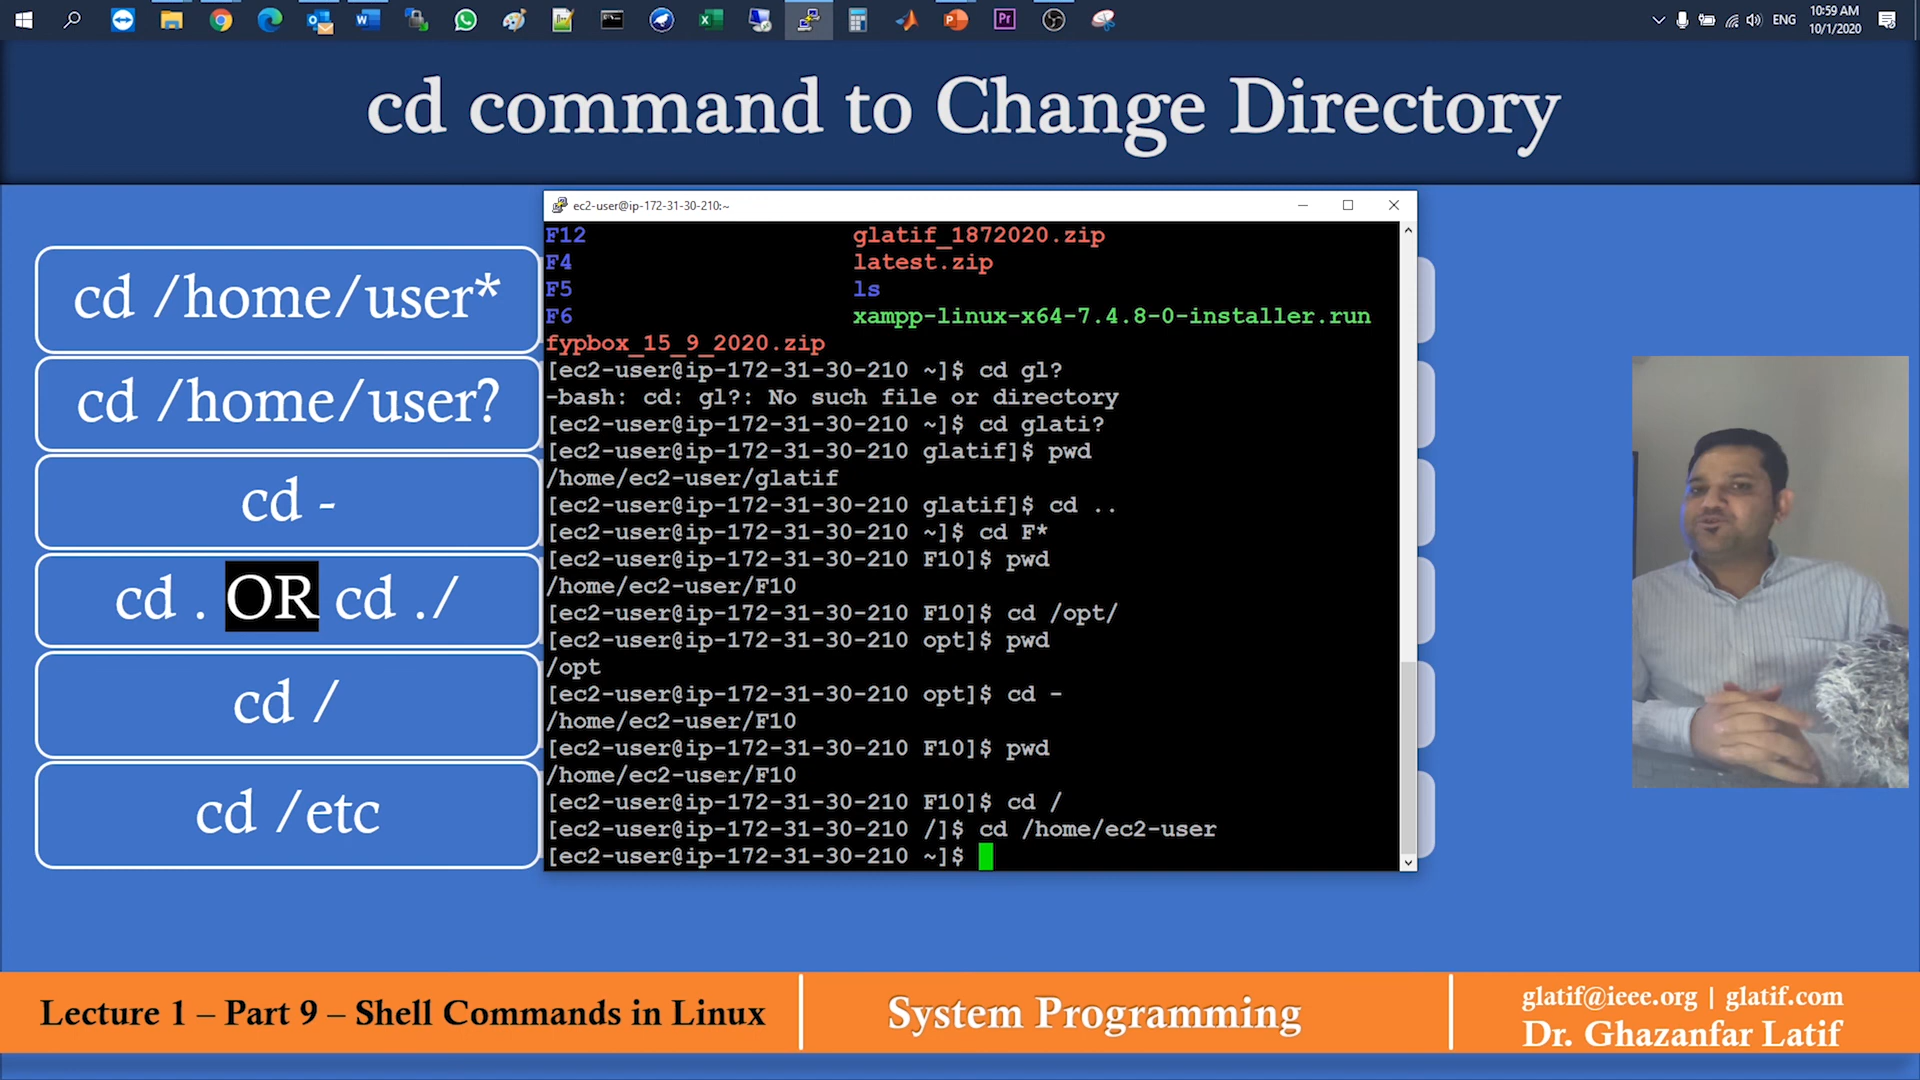 10:59 AM
ENG
10/1/2020
cd command to Change Directory
cd /home/user*
cd /home/user?
cd -
cd . OR cd ./
cd /
cd /etc
ec2-user@ip-172-31-30-210:~
F12 glatif_1872020.zip
F4 latest.zip
F5 ls
F6 xampp-linux-x64-7.4.8-0-installer.run
fypbox_15_9_2020.zip
[ec2-user@ip-172-31-30-210 ~]$ cd gl?
-bash: cd: gl?: No such file or directory
[ec2-user@ip-172-31-30-210 ~]$ cd glati?
[ec2-user@ip-172-31-30-210 glatif]$ pwd
/home/ec2-user/glatif
[ec2-user@ip-172-31-30-210 glatif]$ cd ..
[ec2-user@ip-172-31-30-210 ~]$ cd F*
[ec2-user@ip-172-31-30-210 F10]$ pwd
/home/ec2-user/F10
[ec2-user@ip-172-31-30-210 F10]$ cd /opt/
[ec2-user@ip-172-31-30-210 opt]$ pwd
/opt
[ec2-user@ip-172-31-30-210 opt]$ cd -
/home/ec2-user/F10
[ec2-user@ip-172-31-30-210 F10]$ pwd
/home/ec2-user/F10
[ec2-user@ip-172-31-30-210 F10]$ cd /
[ec2-user@ip-172-31-30-210 /]$ cd /home/ec2-user
[ec2-user@ip-172-31-30-210 ~]$
Lecture 1 – Part 9 – Shell Commands in Linux
System Programming
glatif@ieee.org | glatif.com
Dr. Ghazanfar Latif